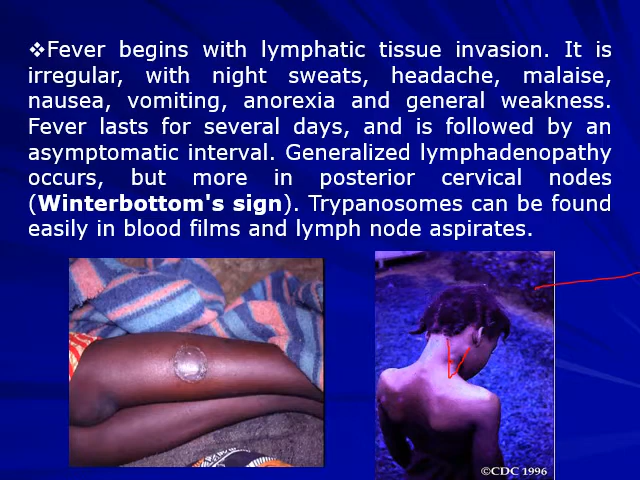 ❖Fever begins with lymphatic tissue invasion. It is
irregular, with night sweats, headache, malaise,
nausea, vomiting, anorexia and general weakness.
Fever lasts for several days, and is followed by an
asymptomatic interval. Generalized lymphadenopathy
occurs, but more in posterior cervical nodes
(Winterbottom's sign). Trypanosomes can be found
easily in blood films and lymph node aspirates.
©CDC 1996